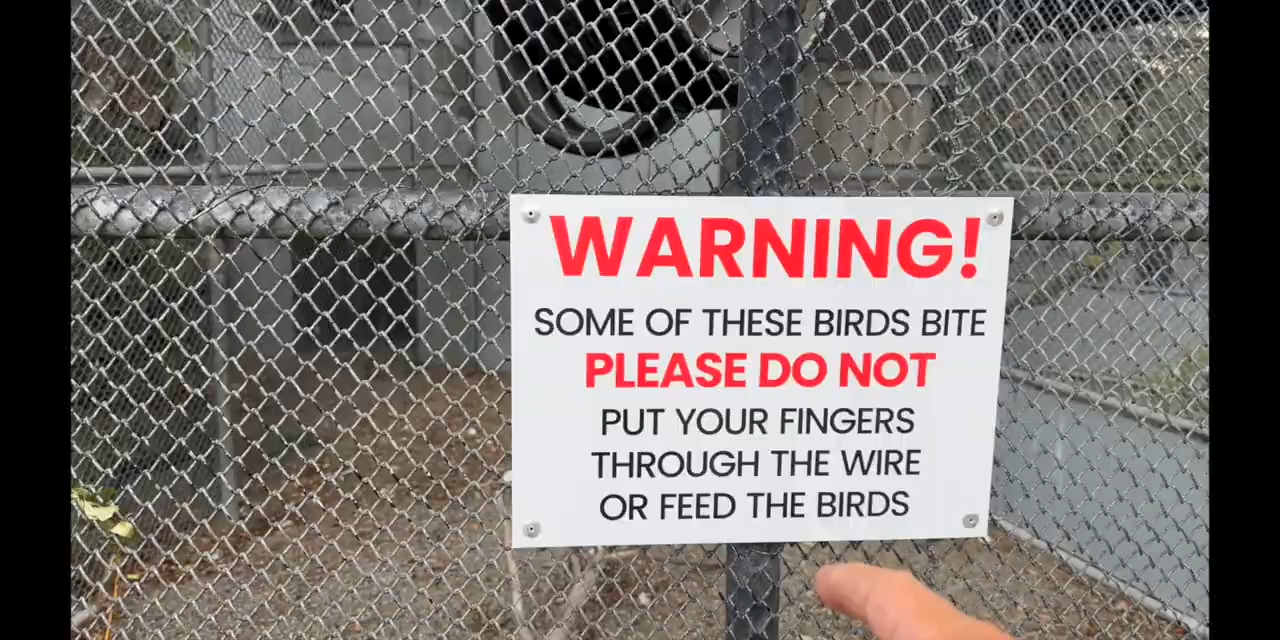 WARNING!
SOME OF THESE BIRDS BITE
PLEASE DO NOT
PUT YOUR FINGERS
THROUGH THE WIRE
OR FEED THE BIRDS